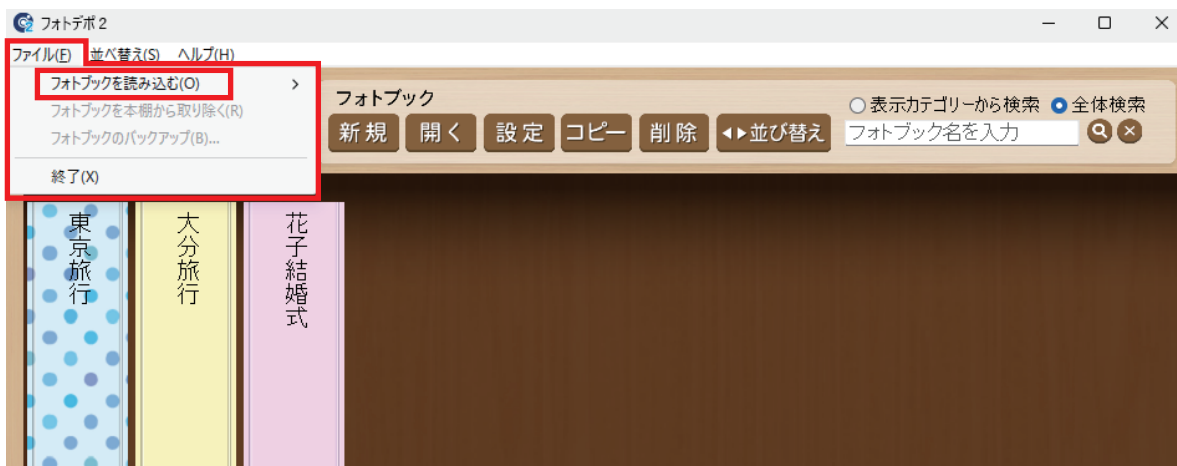 フォトデポ2
ファイル(F) 並べ替え(S) ヘルプ(H)
フォトブックを読み込む(O) >
フォトブックを本棚から取り除く(R)
フォトブックのバックアップ(B)...
終了(X)
フォトブック
新規 開く 設定 コピー 削除 並び替え
表示カテゴリーから検索 全体検索
フォトブック名を入力
東京旅行
大分旅行
花子結婚式